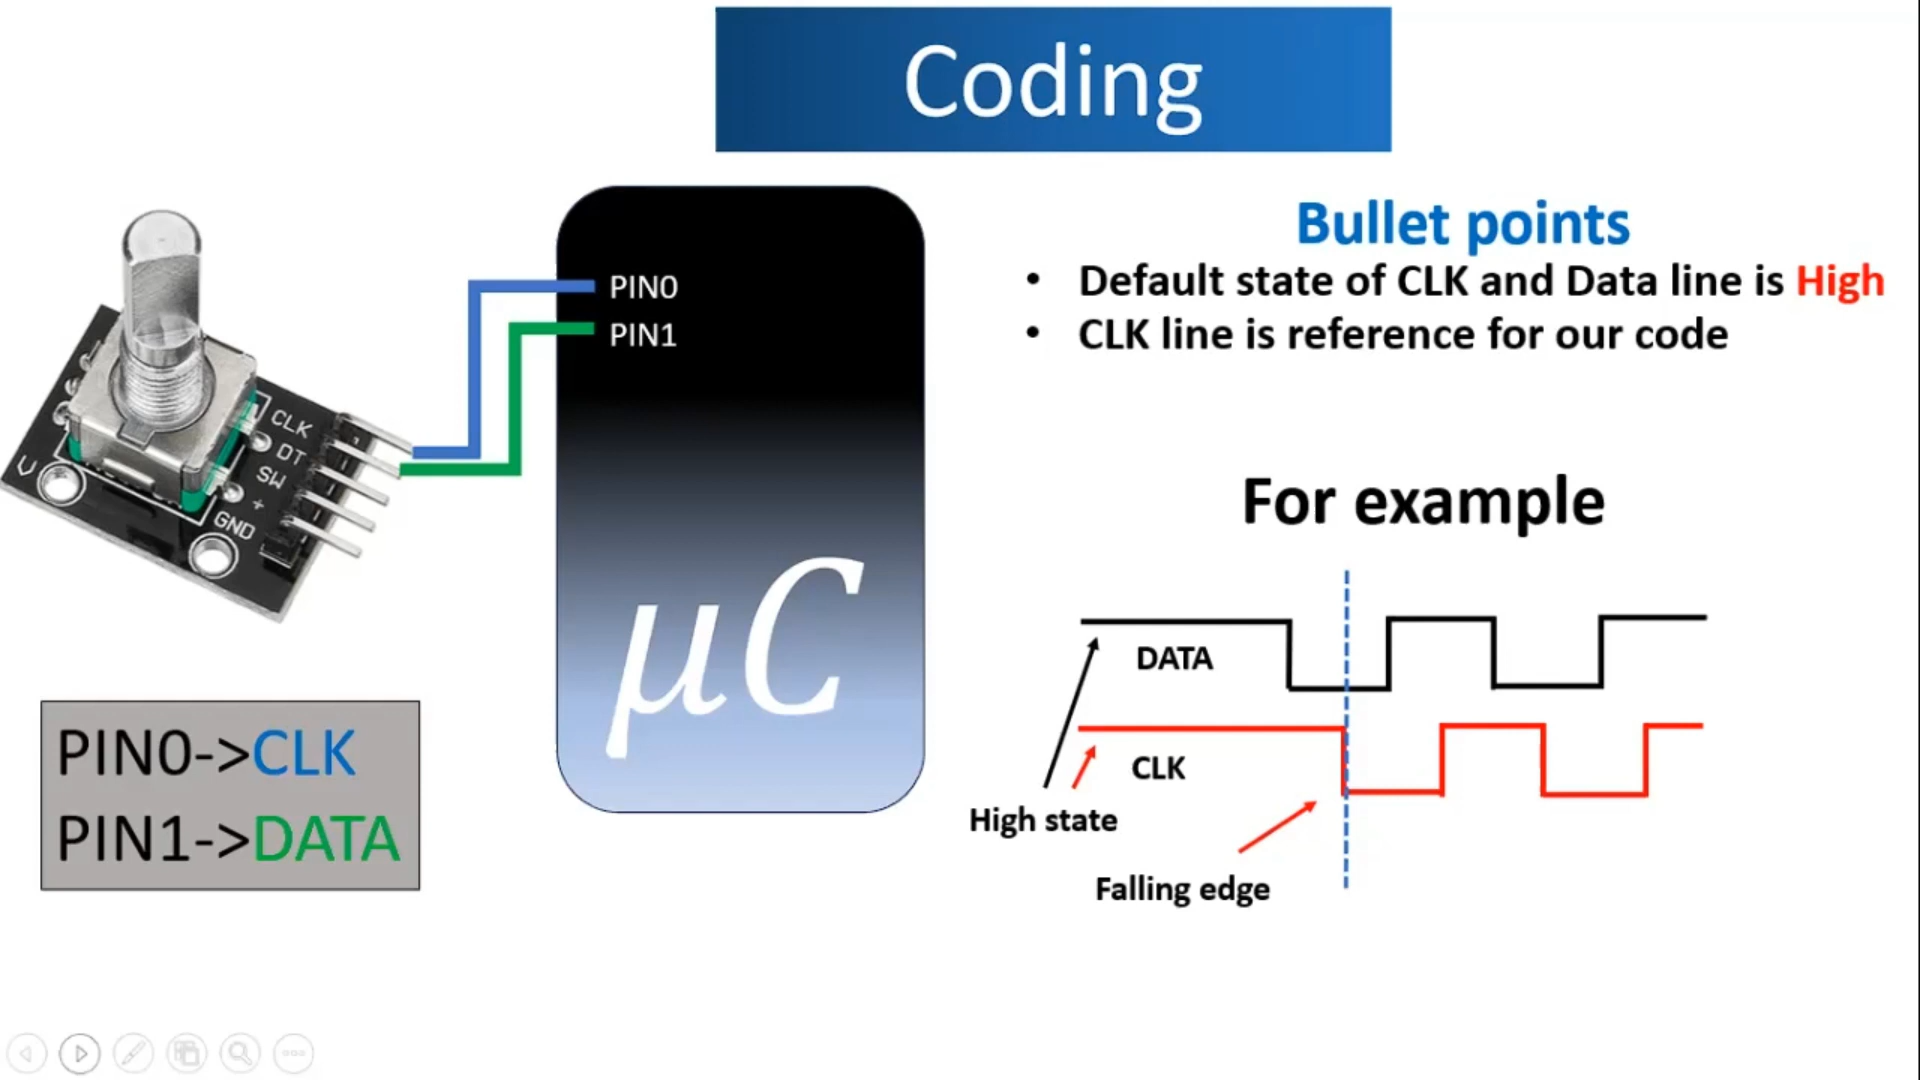 Coding
PIN0
PIN1
CLK
DT
SW
+
GND
V
μC
PIN0->CLK
PIN1->DATA
Bullet points
• Default state of CLK and Data line is High
• CLK line is reference for our code
For example
DATA
CLK
High state
Falling edge